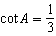 cot A = 1/3